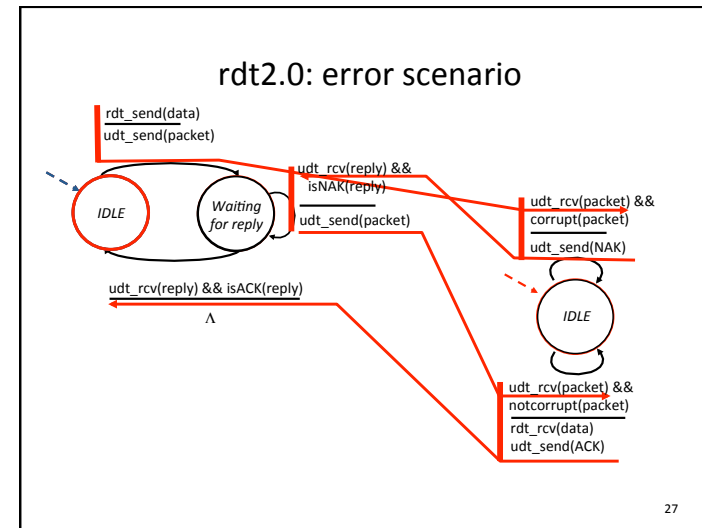 rdt2.0: error scenario
rdt_send(data)
udt_send(packet)
IDLE
Waiting
for reply
udt_rcv(reply) &&
isNAK(reply)
udt_send(packet)
udt_rcv(reply) && isACK(reply)
Λ
udt_rcv(packet) &&
corrupt(packet)
udt_send(NAK)
IDLE
udt_rcv(packet) &&
notcorrupt(packet)
rdt_rcv(data)
udt_send(ACK)
27